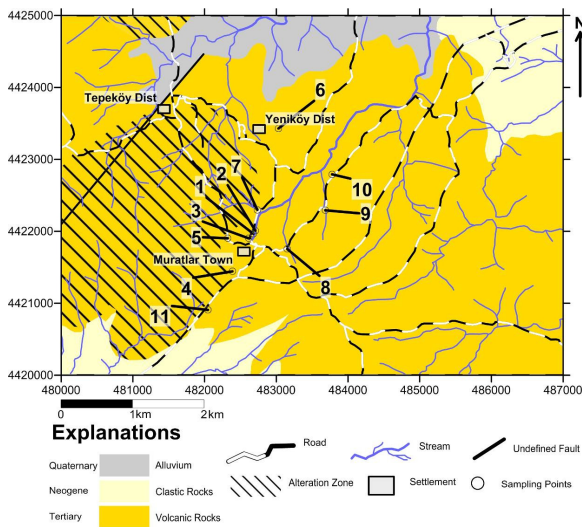 4425000
N
4424000
Tepeköy Dist
6
Yeniköy Dist
4423000
7
2
1
10
3
9
4422000
5
Muratlar Town
4
8
4421000
11
4420000
480000 481000 482000 483000 484000 485000 486000 487000
0 1km 2km
Explanations
Road Stream Undefined Fault
Quaternary Alluvium
Alteration Zone Settlement Sampling Points
Neogene Clastic Rocks
Tertiary Volcanic Rocks